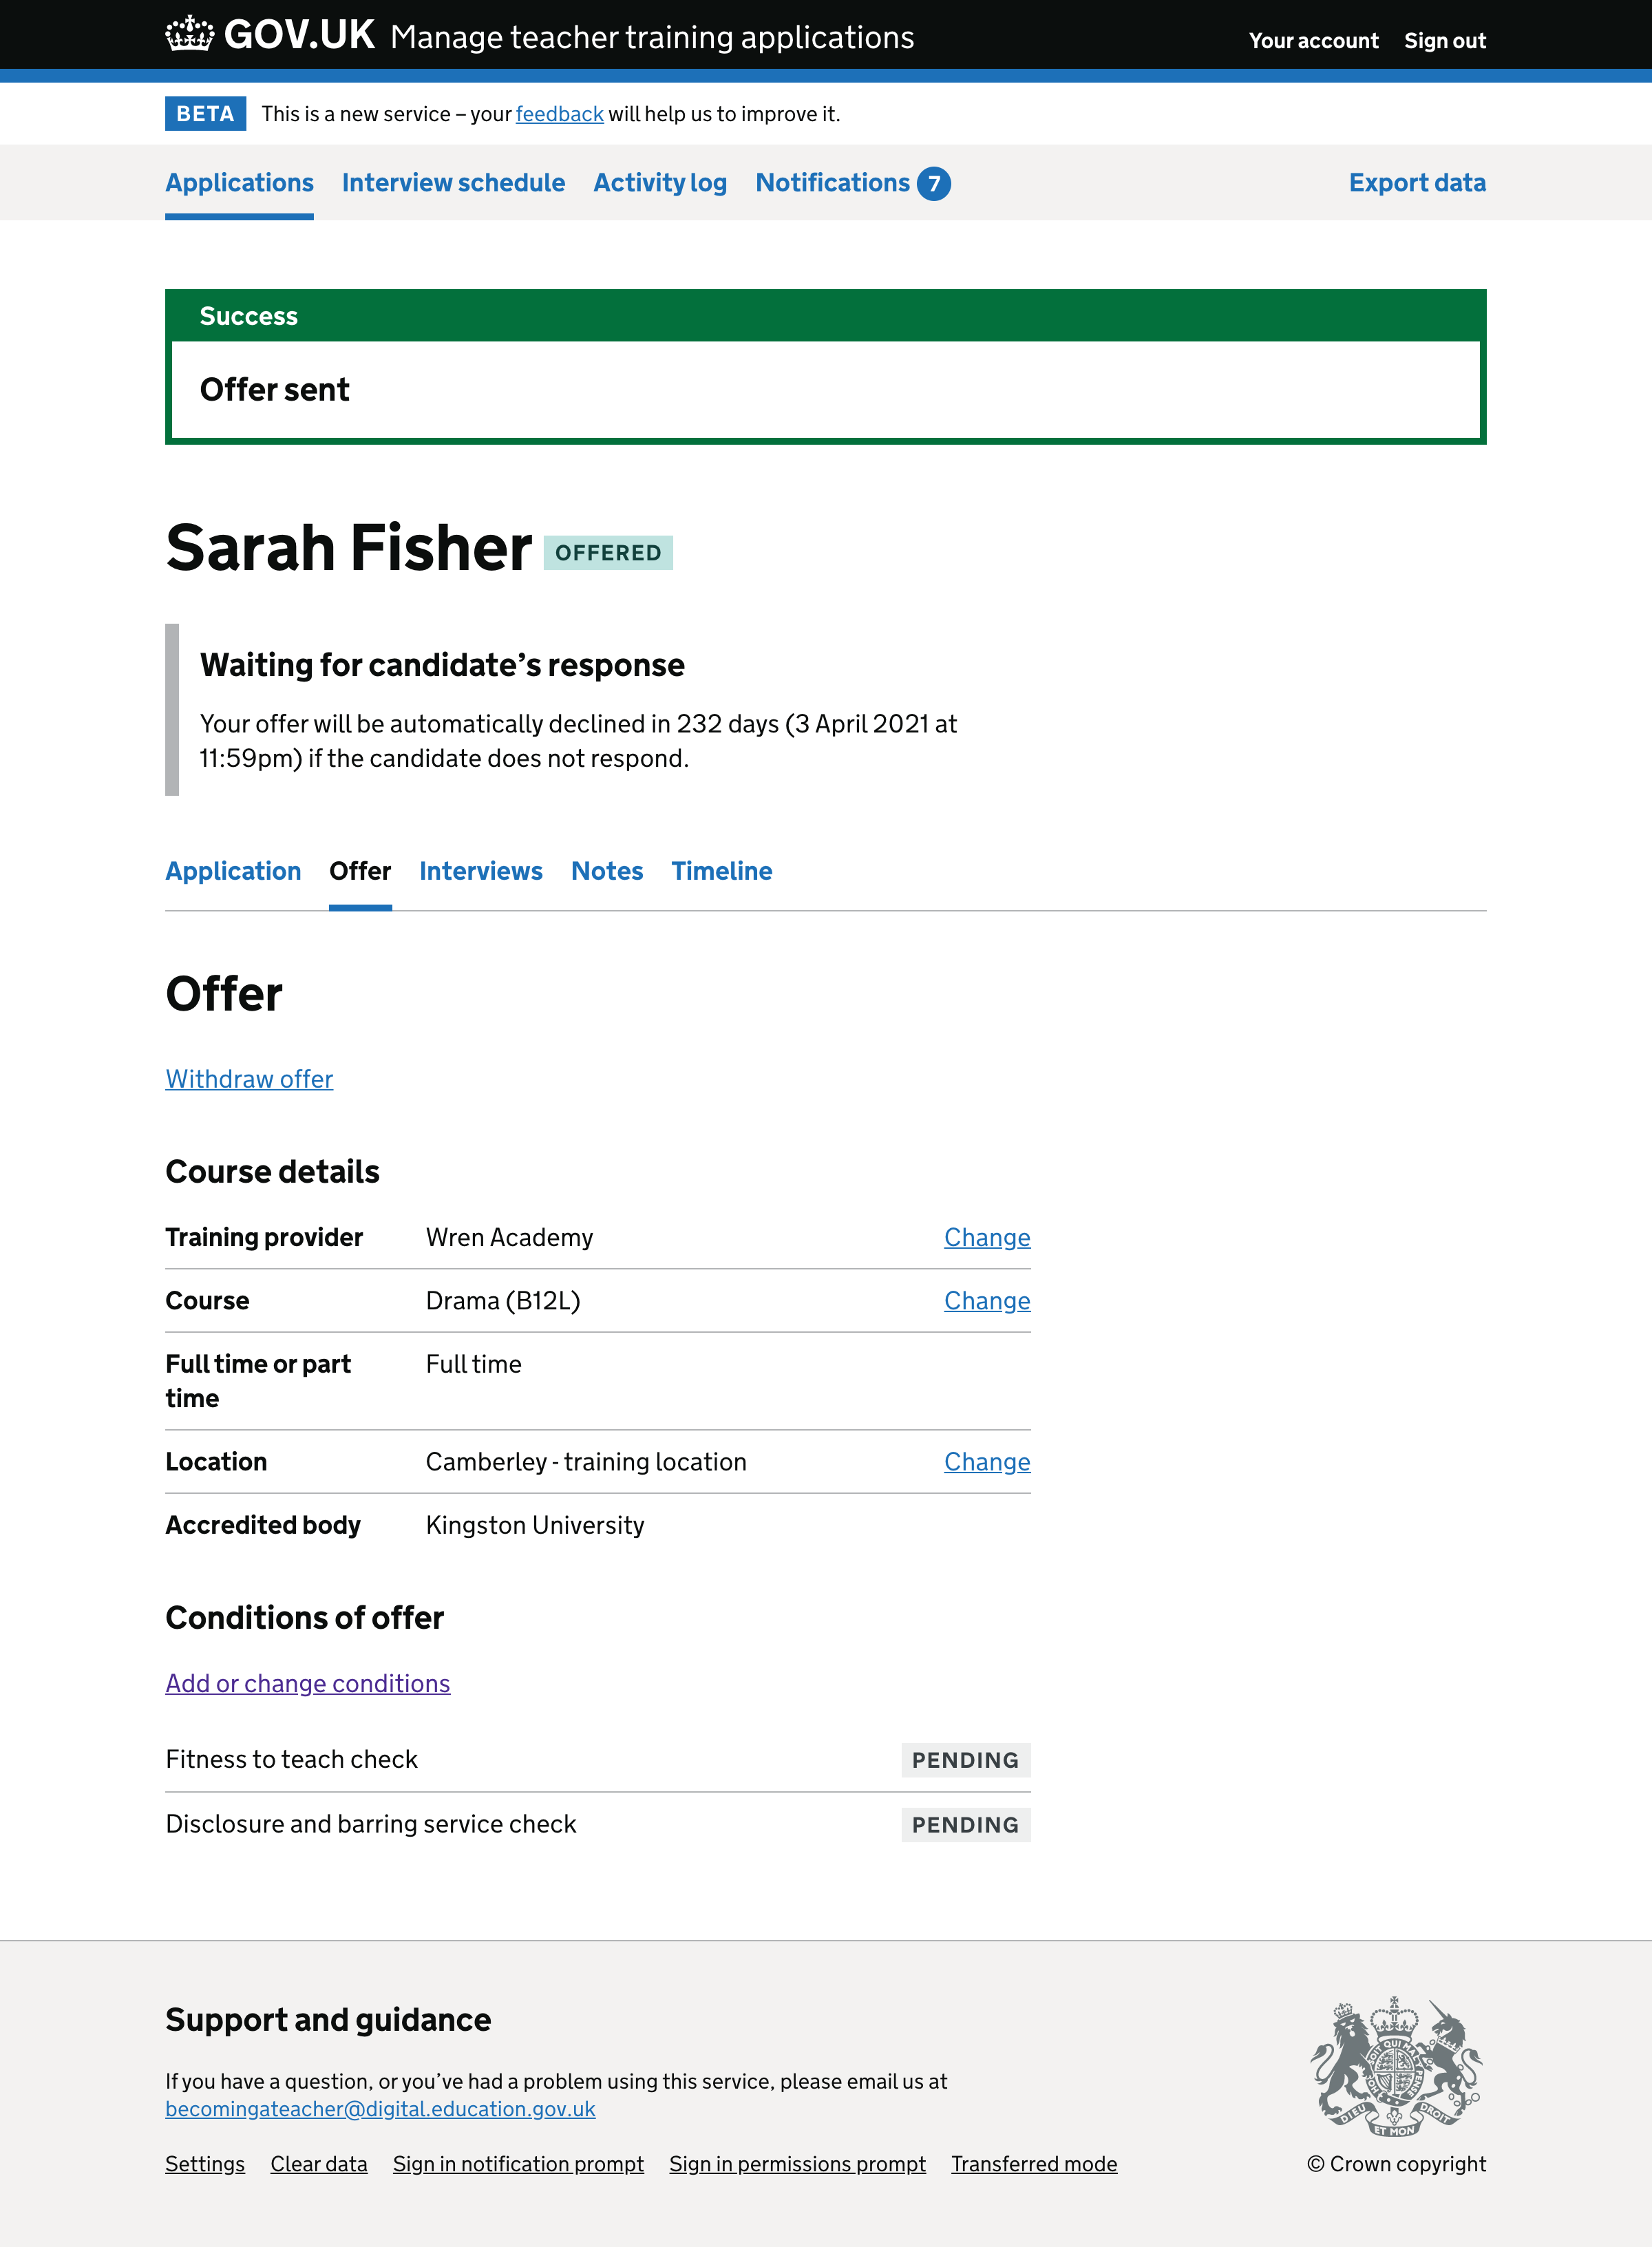 GOV.UK Manage teacher training applications Your account Sign out
BETA This is a new service – your feedback will help us to improve it.
Applications Interview schedule Activity log Notifications 7 Export data
Success
Offer sent
Sarah Fisher OFFERED
Waiting for candidate’s response
Your offer will be automatically declined in 232 days (3 April 2021 at
11:59pm) if the candidate does not respond.
Application Offer Interviews Notes Timeline
Offer
Withdraw offer
Course details
Training provider Wren Academy Change
Course Drama (B12L) Change
Full time or part Full time
time
Location Camberley - training location Change
Accredited body Kingston University
Conditions of offer
Add or change conditions
Fitness to teach check PENDING
Disclosure and barring service check PENDING
Support and guidance
If you have a question, or you’ve had a problem using this service, please email us at
becomingateacher@digital.education.gov.uk
DIEU ET MON DROIT
Settings Clear data Sign in notification prompt Sign in permissions prompt Transferred mode © Crown copyright